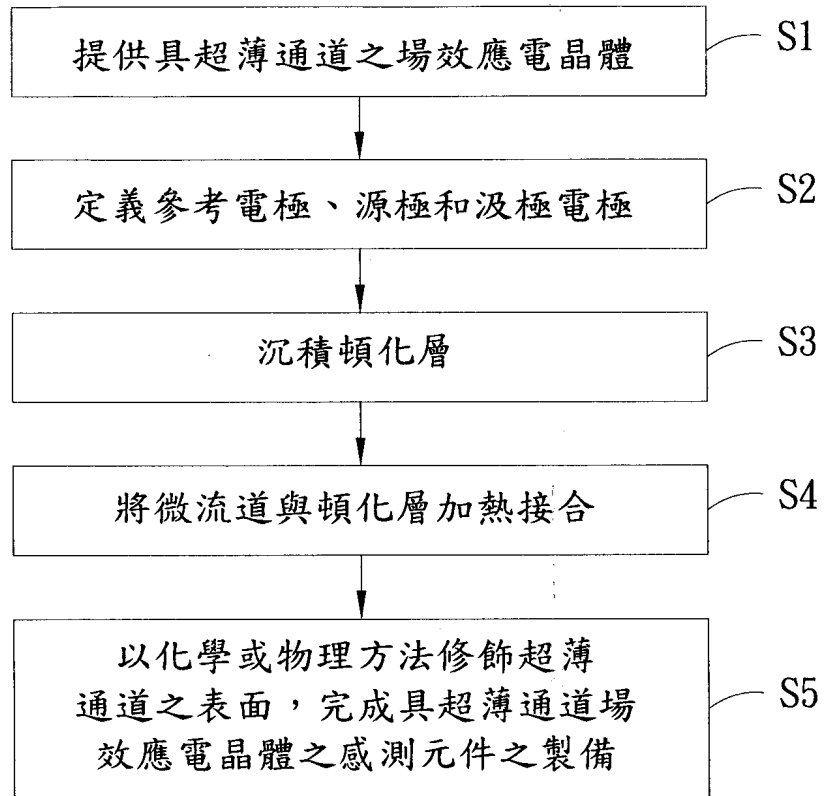 提供具超薄通道之場效應電晶體 S1
定義參考電極、源極和汲極電極 S2
沉積頓化層 S3
將微流道與頓化層加熱接合 S4
以化學或物理方法修飾超薄
通道之表面，完成具超薄通道場 S5
效應電晶體之感測元件之製備